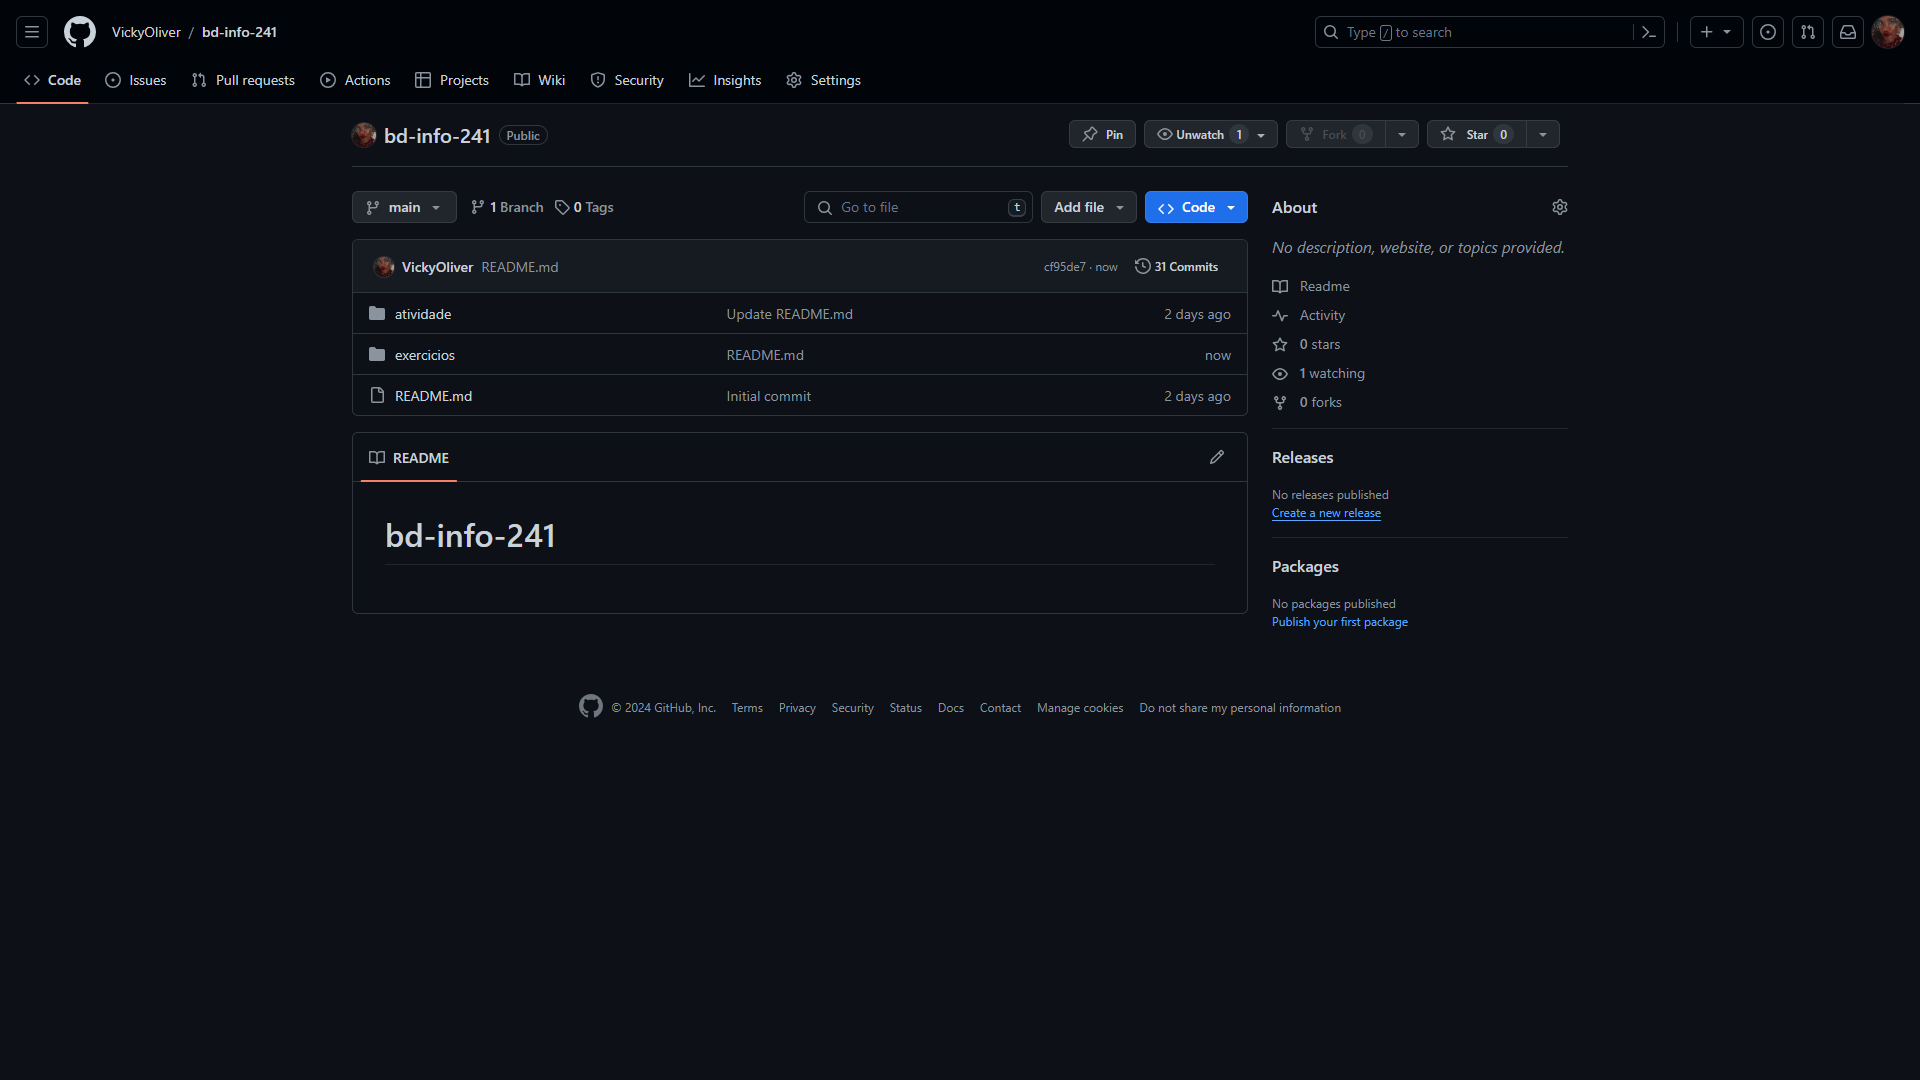 VickyOliver / bd-info-241
Type / to search
Code Issues Pull requests Actions Projects Wiki Security Insights Settings
bd-info-241 Public
Pin Unwatch 1 Fork 0 Star 0
main 1 Branch 0 Tags Go to file t Add file Code
VickyOliver README.md cf95de7 · now 31 Commits
atividade Update README.md 2 days ago
exercicios README.md now
README.md Initial commit 2 days ago
README
bd-info-241
About
No description, website, or topics provided.
Readme
Activity
0 stars
1 watching
0 forks
Releases
No releases published
Create a new release
Packages
No packages published
Publish your first package
© 2024 GitHub, Inc. Terms Privacy Security Status Docs Contact Manage cookies Do not share my personal information